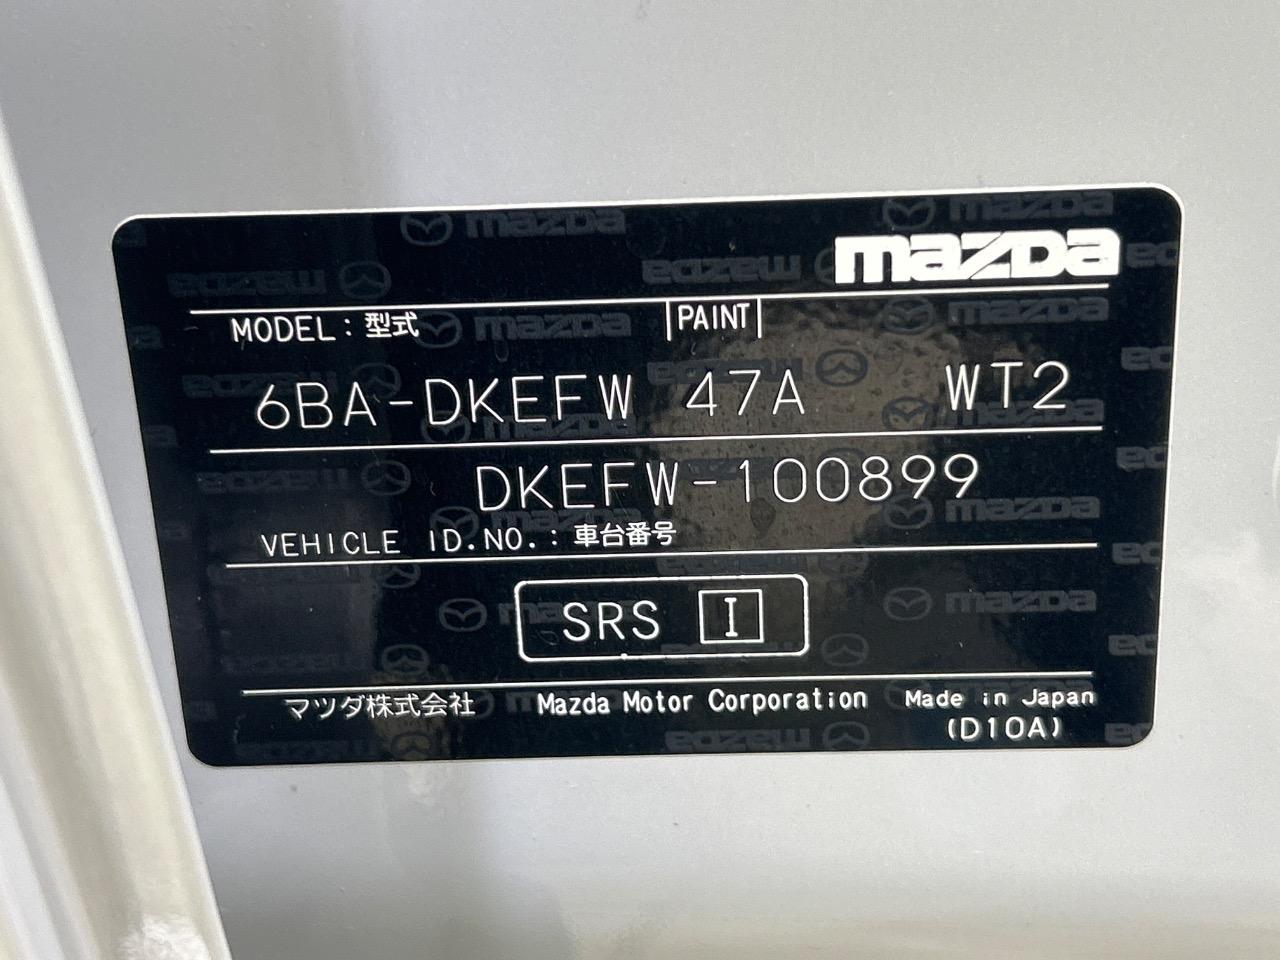 mazda
MODEL : 型式 PAINT
6BA-DKEFW 47A WT2
DKEFW-100899
VEHICLE ID.NO. : 車台番号
SRS I
マツダ株式会社 Mazda Motor Corporation Made in Japan
(D10A)